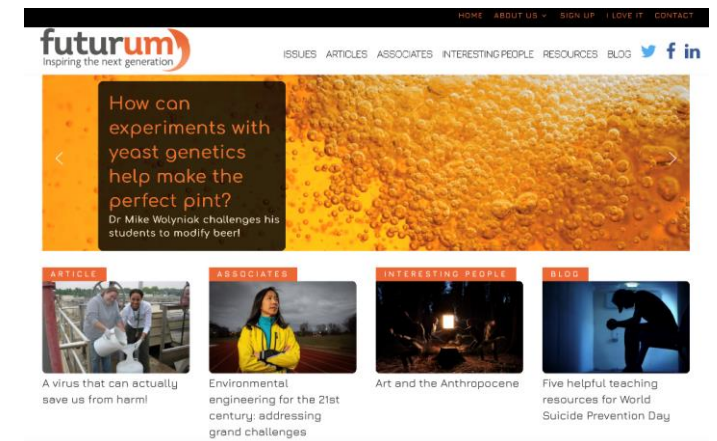 HOME ABOUT US SIGN UP I LOVE IT CONTACT
futurum
Inspiring the next generation
ISSUES ARTICLES ASSOCIATES INTERESTING PEOPLE RESOURCES BLOG
How can
experiments with
yeast genetics
help make the
perfect pint?
Dr Mike Wolyniak challenges his
students to modify beer!
ARTICLE
A virus that can actually
save us from harm!
ASSOCIATES
Environmental
engineering for the 21st
century: addressing
grand challenges
INTERESTING PEOPLE
Art and the Anthropocene
BLOG
Five helpful teaching
resources for World
Suicide Prevention Day